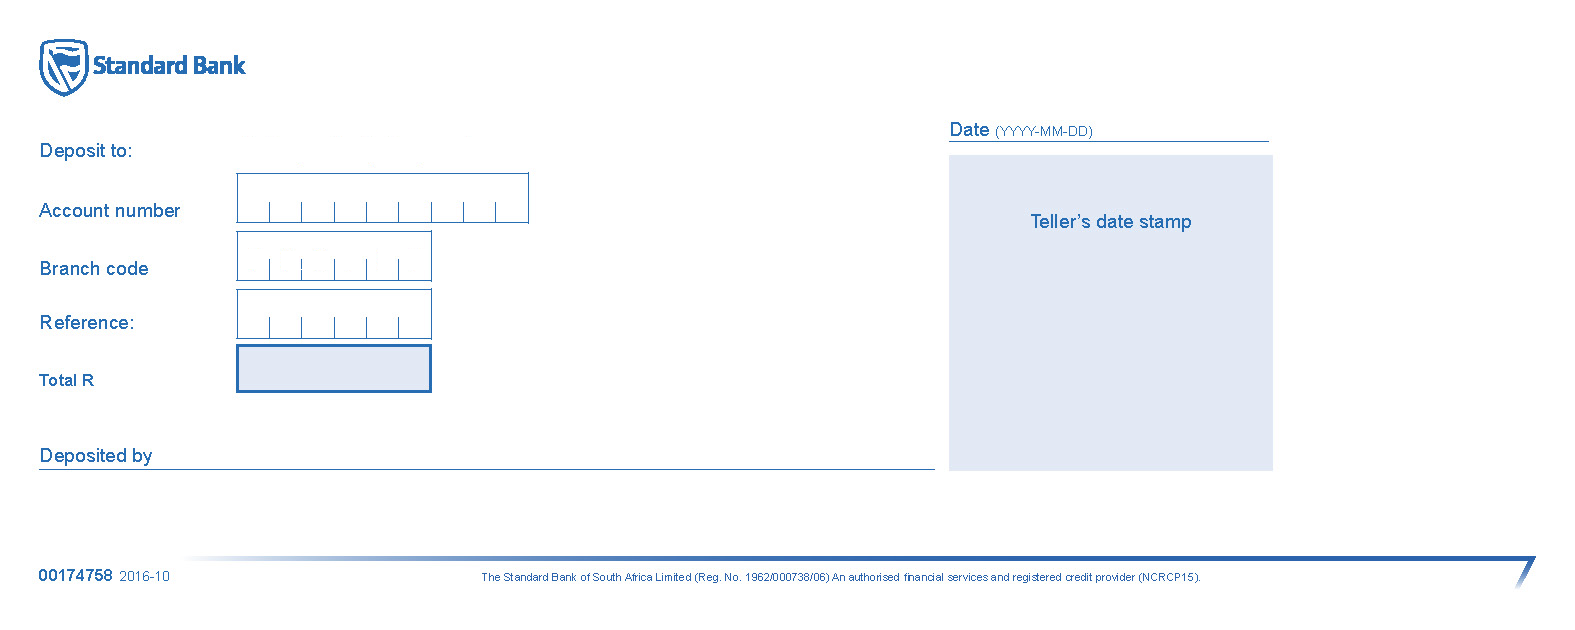 Standard Bank
Date (YYYY-MM-DD)
Deposit to:
Account number
Teller’s date stamp
Branch code
Reference:
Total R
Deposited by
00174758 2016-10
The Standard Bank of South Africa Limited (Reg. No. 1962/000738/06) An authorised financial services and registered credit provider (NCRCP15).